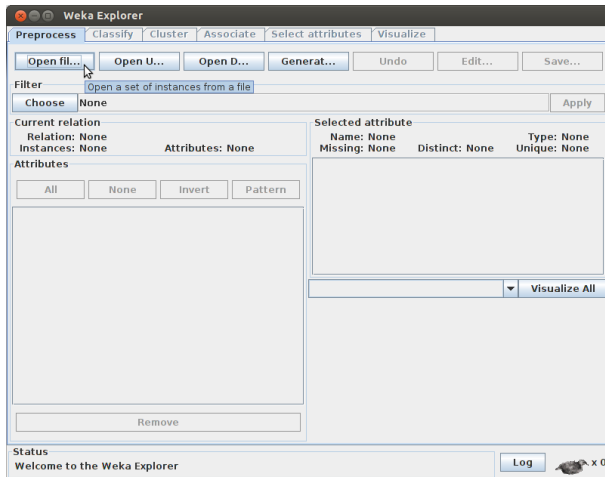 Weka Explorer
Preprocess Classify Cluster Associate Select attributes Visualize
Open fil... Open U... Open D... Generat... Undo Edit... Save...
Open a set of instances from a file
Filter
Choose None Apply
Current relation
Relation: None
Instances: None Attributes: None
Selected attribute
Name: None Type: None
Missing: None Distinct: None Unique: None
Attributes
All None Invert Pattern
Visualize All
Remove
Status
Welcome to the Weka Explorer
Log x 0